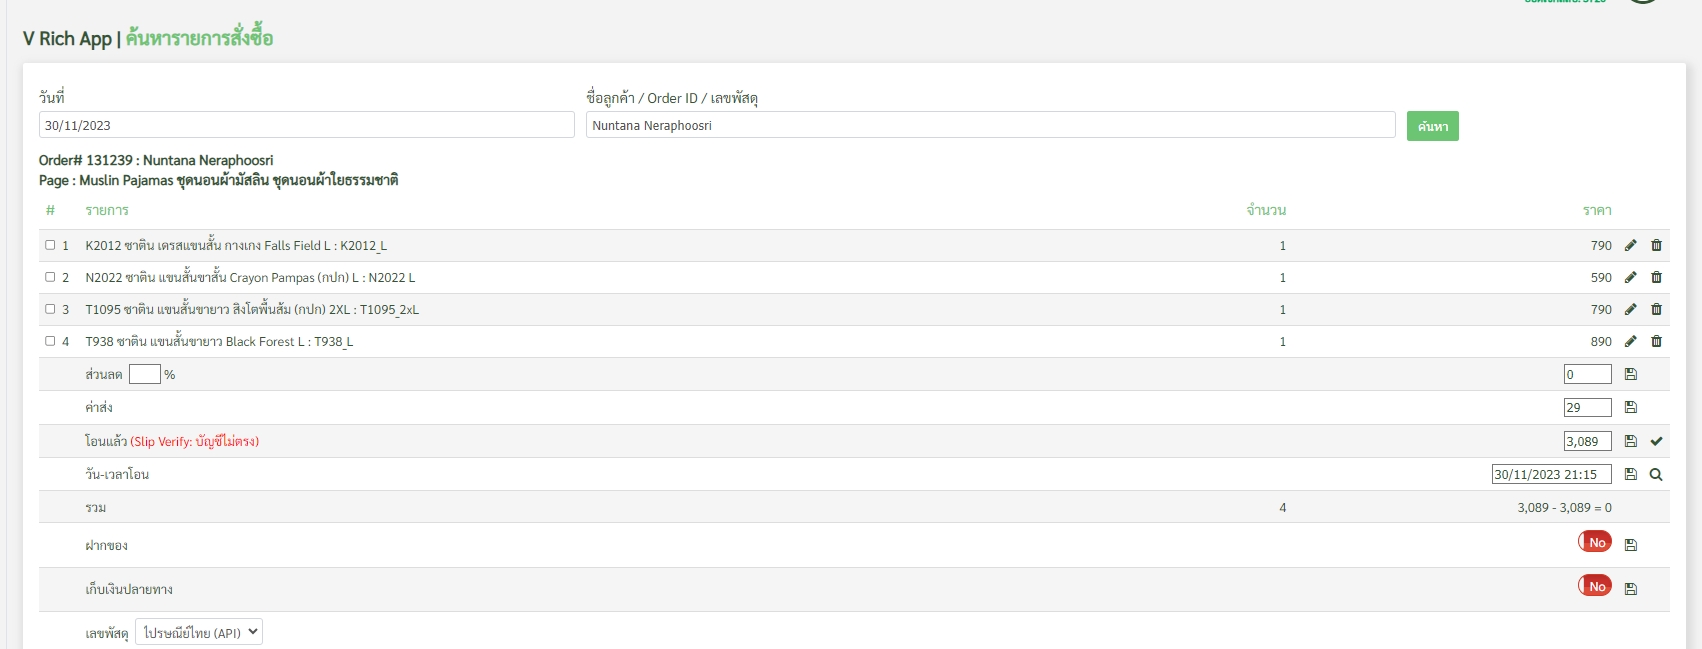 V Rich App | ค้นหารายการสั่งซื้อ
วันที่ ชื่อลูกค้า / Order ID / เลขพัสดุ
30/11/2023 Nuntana Neraphoosri ค้นหา
Order# 131239 : Nuntana Neraphoosri
Page : Muslin Pajamas ชุดนอนผ้ามัสลิน ชุดนอนผ้าใยธรรมชาติ
# รายการ จำนวน ราคา
1 K2012 ซาติน เดรสแขนสั้น กางเกง Falls Field L : K2012_L 1 790
2 N2022 ซาติน แขนสั้นขาสั้น Crayon Pampas (กปก) L : N2022 L 1 590
3 T1095 ซาติน แขนสั้นขายาว สิงโตพื้นส้ม (กปก) 2XL : T1095_2xL 1 790
4 T938 ซาติน แขนสั้นขายาว Black Forest L : T938_L 1 890
ส่วนลด % 0
ค่าส่ง 29
โอนแล้ว (Slip Verify: บัญชีไม่ตรง) 3,089
วัน-เวลาโอน 30/11/2023 21:15
รวม 4 3,089 - 3,089 = 0
ฝากของ No
เก็บเงินปลายทาง No
เลขพัสดุ ไปรษณีย์ไทย (API)